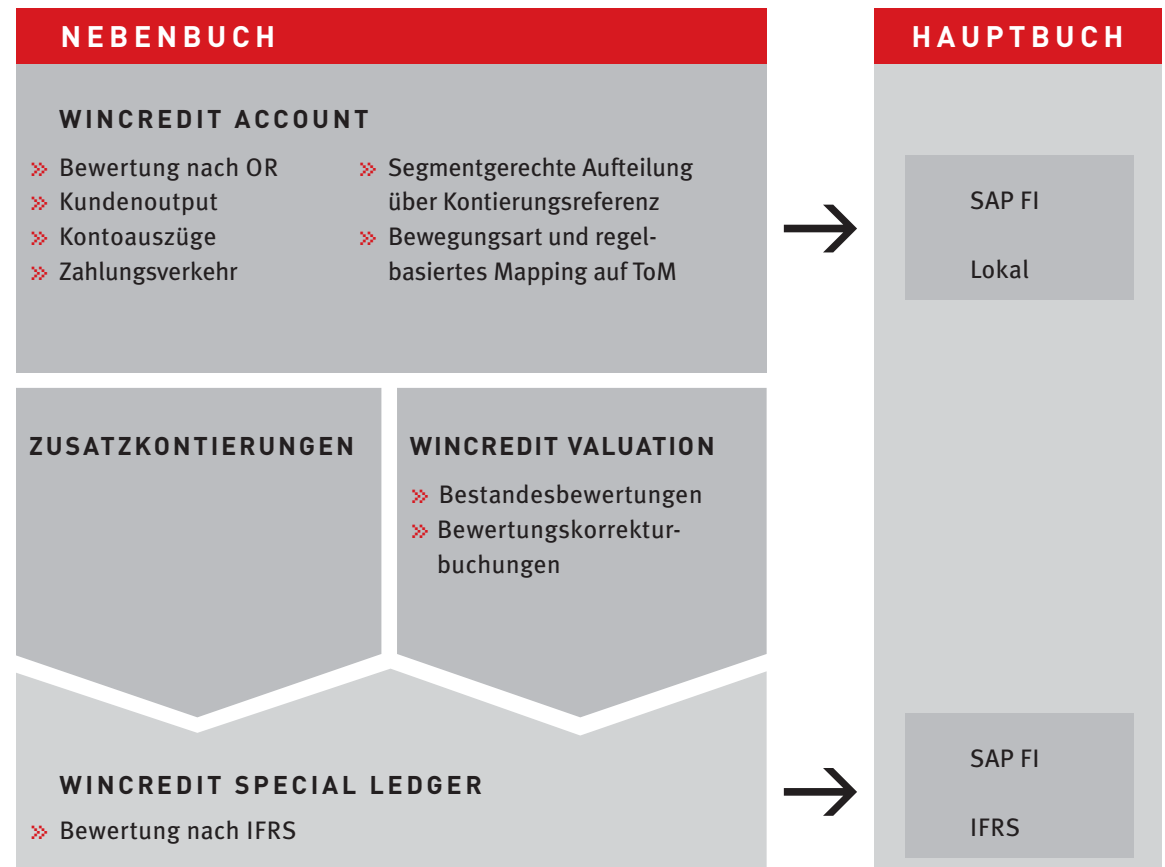 NEBENBUCH
WINCREDIT ACCOUNT
» Bewertung nach OR
» Kundenoutput
» Kontoauszüge
» Zahlungsverkehr
» Segmentgerechte Aufteilung
über Kontierungsreferenz
» Bewegungsart und regel-
basiertes Mapping auf ToM
ZUSATZKONTIERUNGEN
WINCREDIT VALUATION
» Bestandesbewertungen
» Bewertungskorrektur-
buchungen
WINCREDIT SPECIAL LEDGER
» Bewertung nach IFRS
HAUPTBUCH
SAP FI
Lokal
SAP FI
IFRS